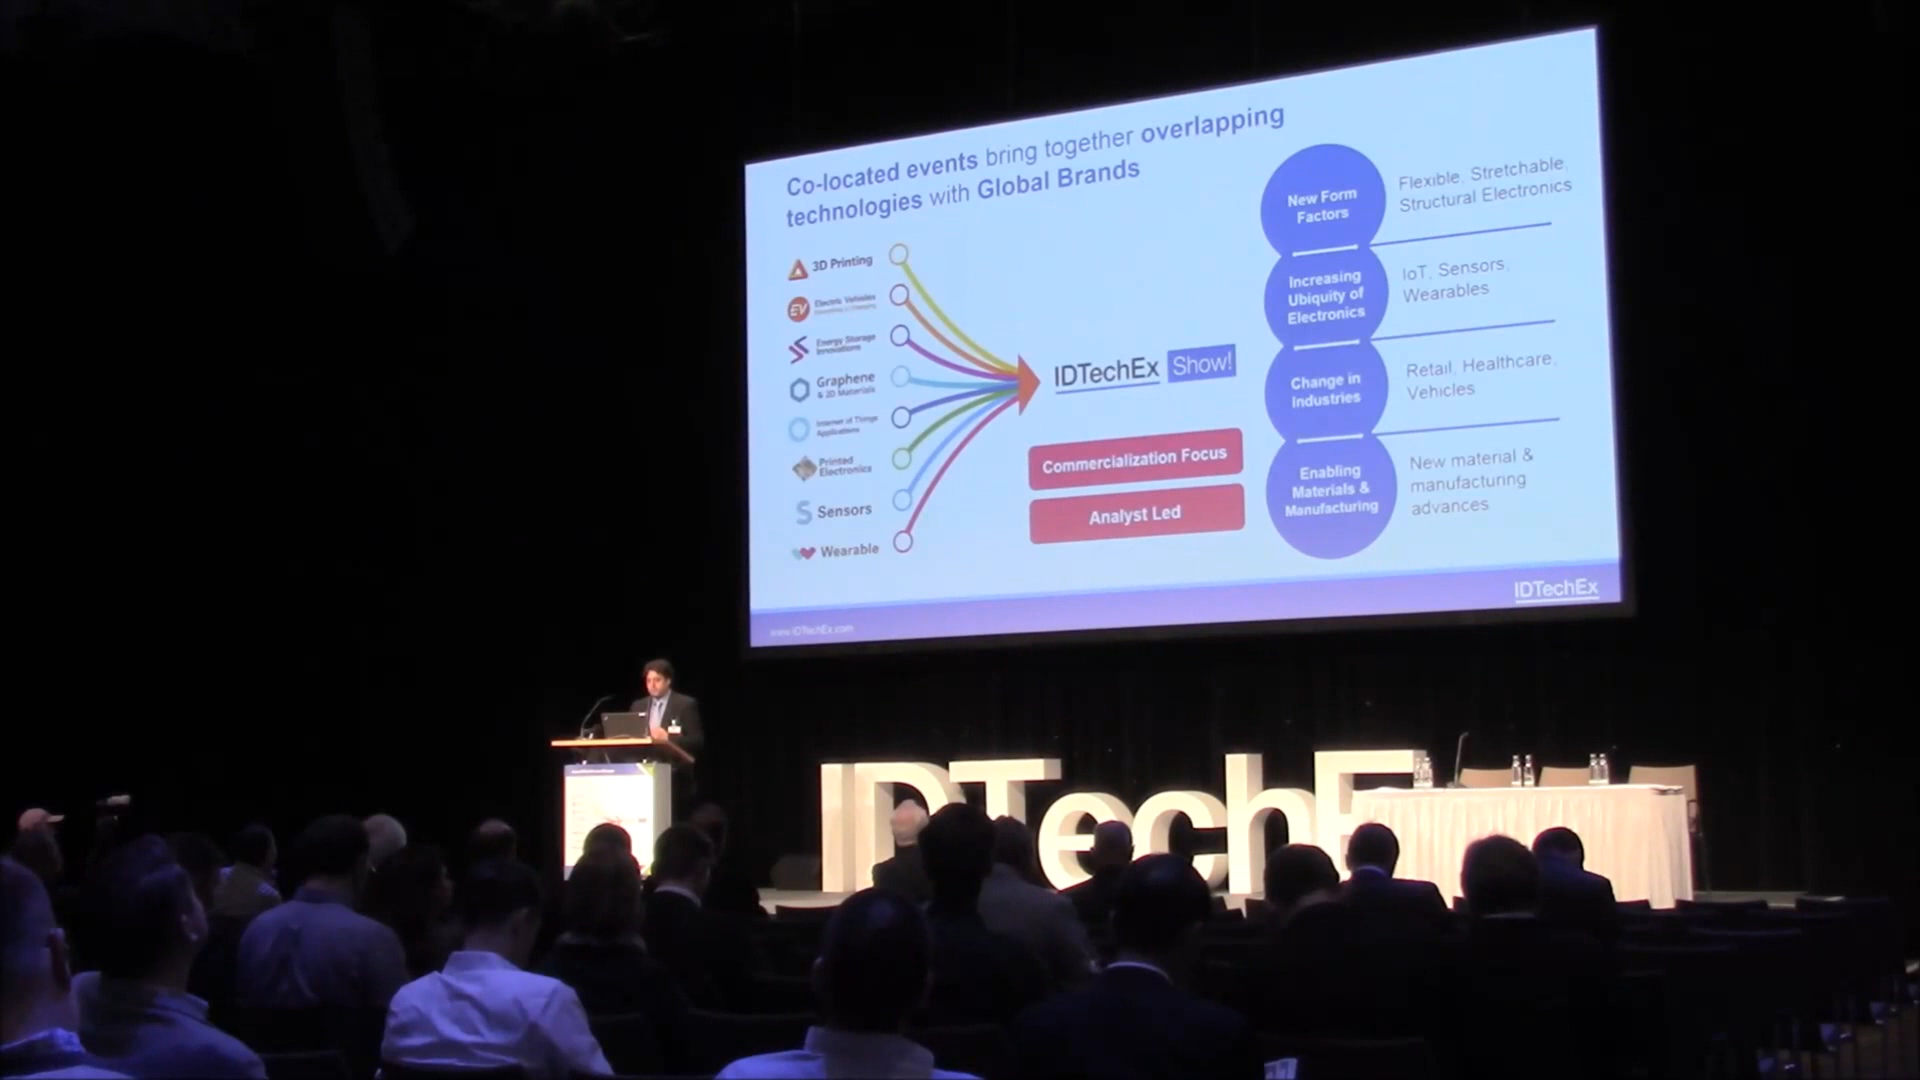 Co-located events bring together overlapping
technologies with Global Brands
3D Printing
EV
Electric Vehicles
Energy Storage
Innovations
Graphene
& 2D Materials
Internet of Things
Applications
Printed
Electronics
Sensors
Wearable
IDTechEx Show!
Commercialization Focus
Analyst Led
New Form
Factors
Flexible, Stretchable,
Structural Electronics
Increasing
Ubiquity of
Electronics
IoT, Sensors,
Wearables
Change in
Industries
Retail, Healthcare,
Vehicles
Enabling
Materials &
Manufacturing
New material &
manufacturing
advances
www.IDTechEx.com
IDTechEx
IDTechE